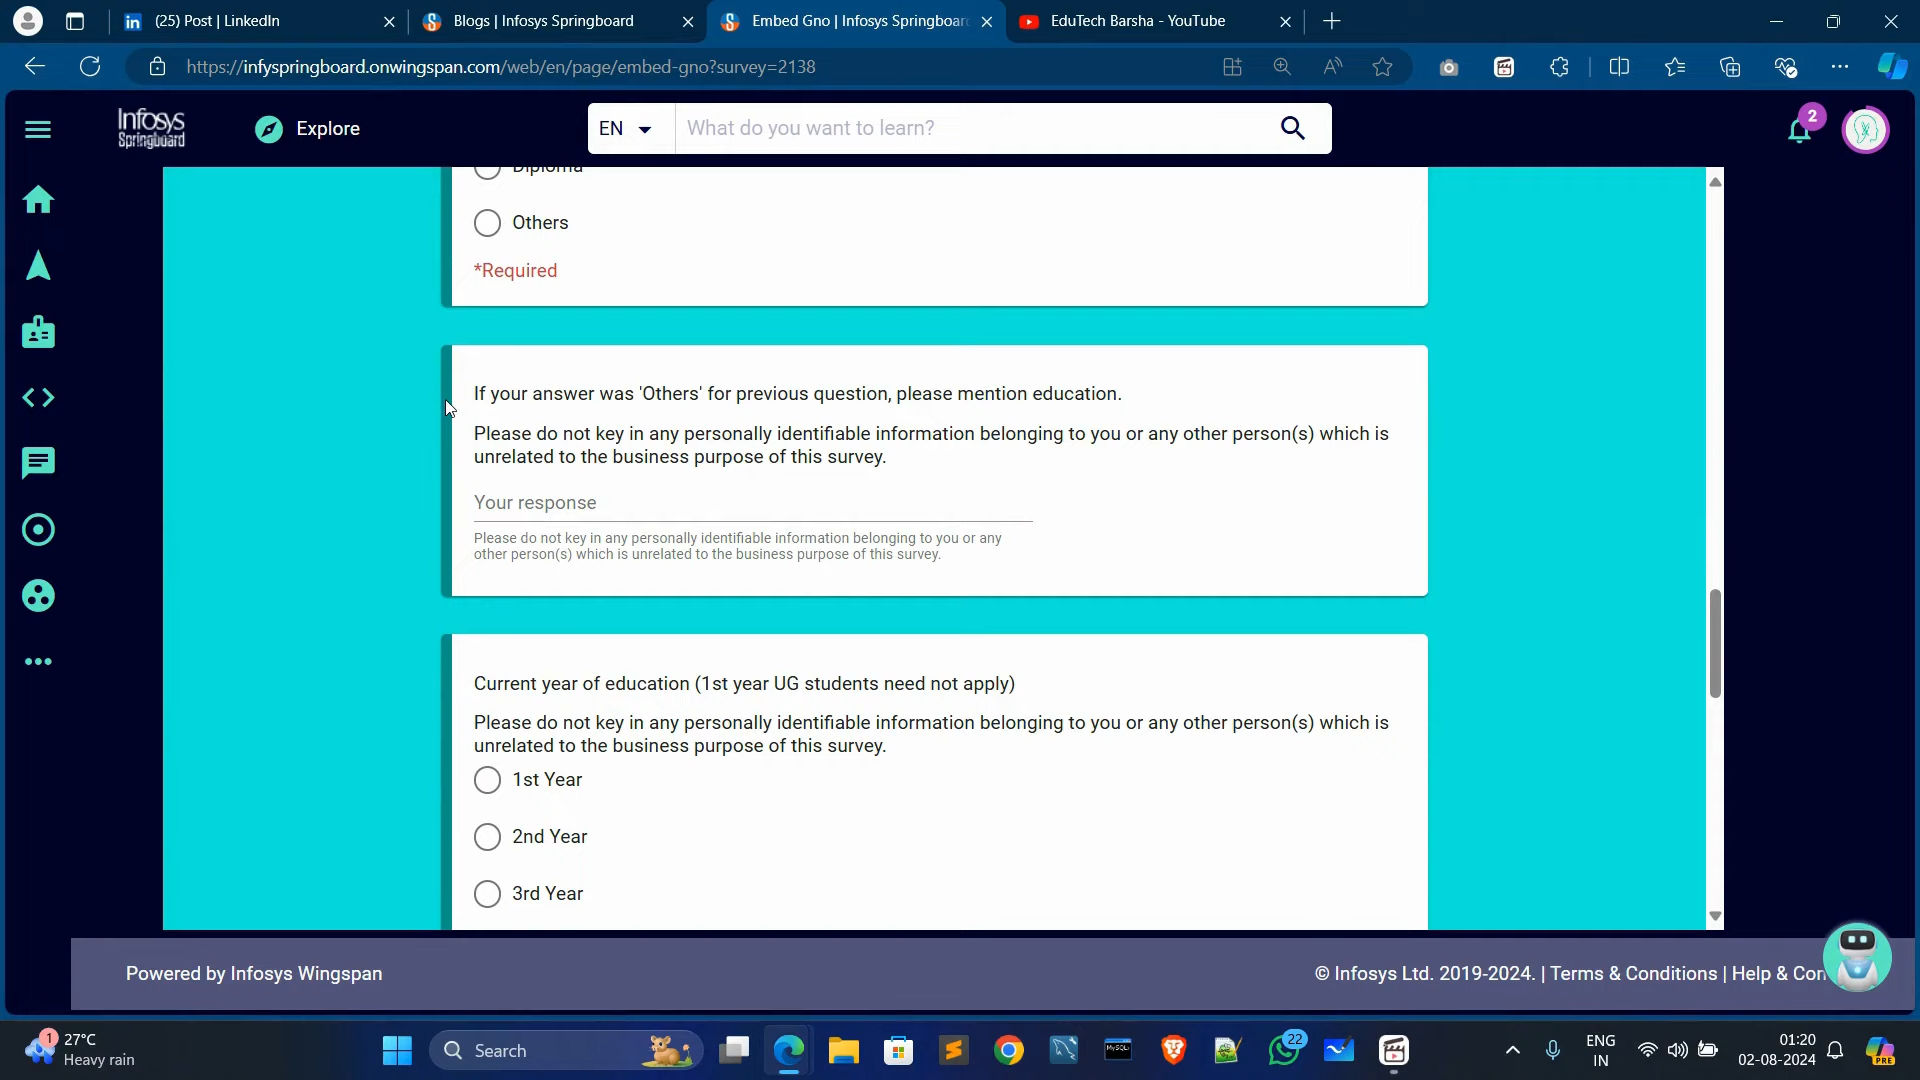 (25) Post | LinkedIn
Blogs | Infosys Springboard
Embed Gno | Infosys Springboar
EduTech Barsha - YouTube
https://infyspringboard.onwingspan.com/web/en/page/embed-gno?survey=2138
Infosys
Springboard
Explore
EN
What do you want to learn?
2
Diploma
Others
*Required
If your answer was 'Others' for previous question, please mention education.
Please do not key in any personally identifiable information belonging to you or any other person(s) which is
unrelated to the business purpose of this survey.
Your response
Please do not key in any personally identifiable information belonging to you or any
other person(s) which is unrelated to the business purpose of this survey.
Current year of education (1st year UG students need not apply)
Please do not key in any personally identifiable information belonging to you or any other person(s) which is
unrelated to the business purpose of this survey.
1st Year
2nd Year
3rd Year
Powered by Infosys Wingspan
© Infosys Ltd. 2019-2024. | Terms & Conditions | Help & Con
1
27°C
Heavy rain
Search
MySQL
22
ENG
IN
01:20
02-08-2024
PRE